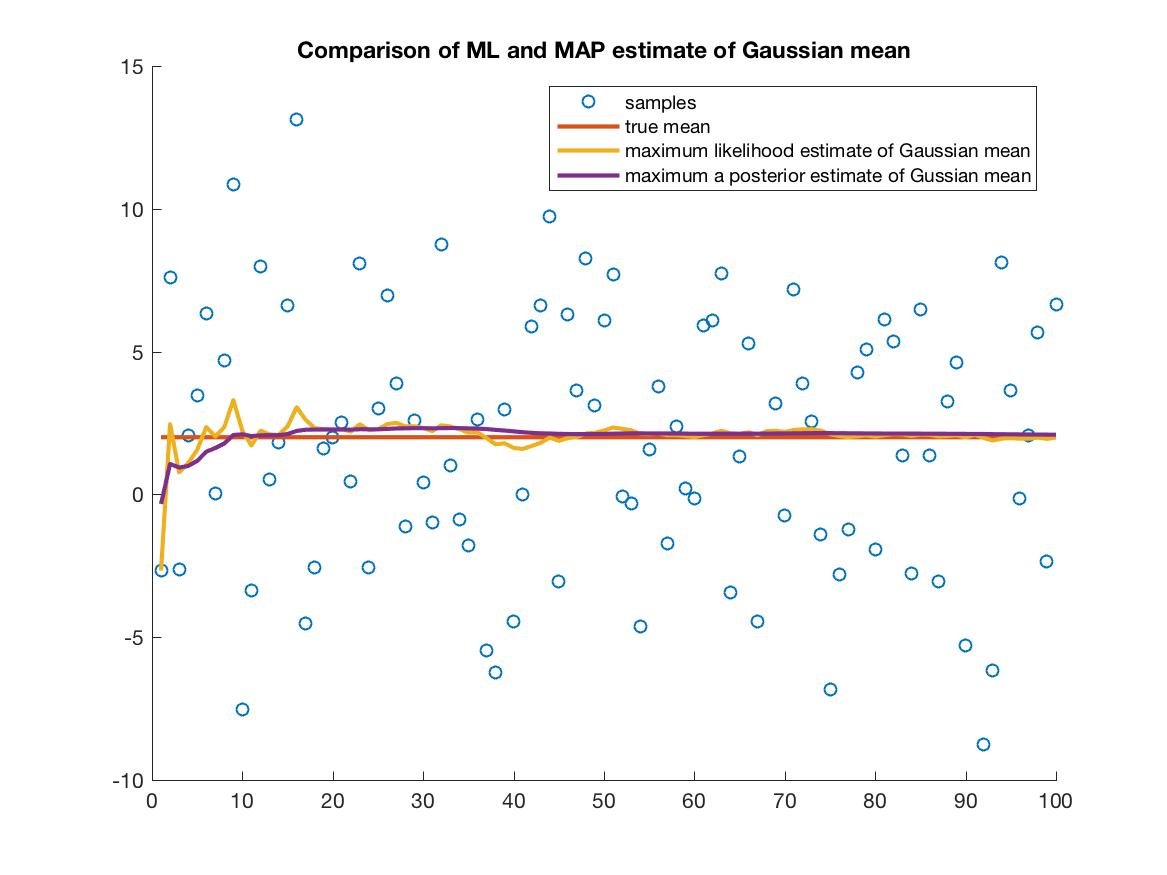 Comparison of ML and MAP estimate of Gaussian mean
15
samples
true mean
maximum likelihood estimate of Gaussian mean
maximum a posterior estimate of Gussian mean
10
5
0
-5
-10
0 10 20 30 40 50 60 70 80 90 100